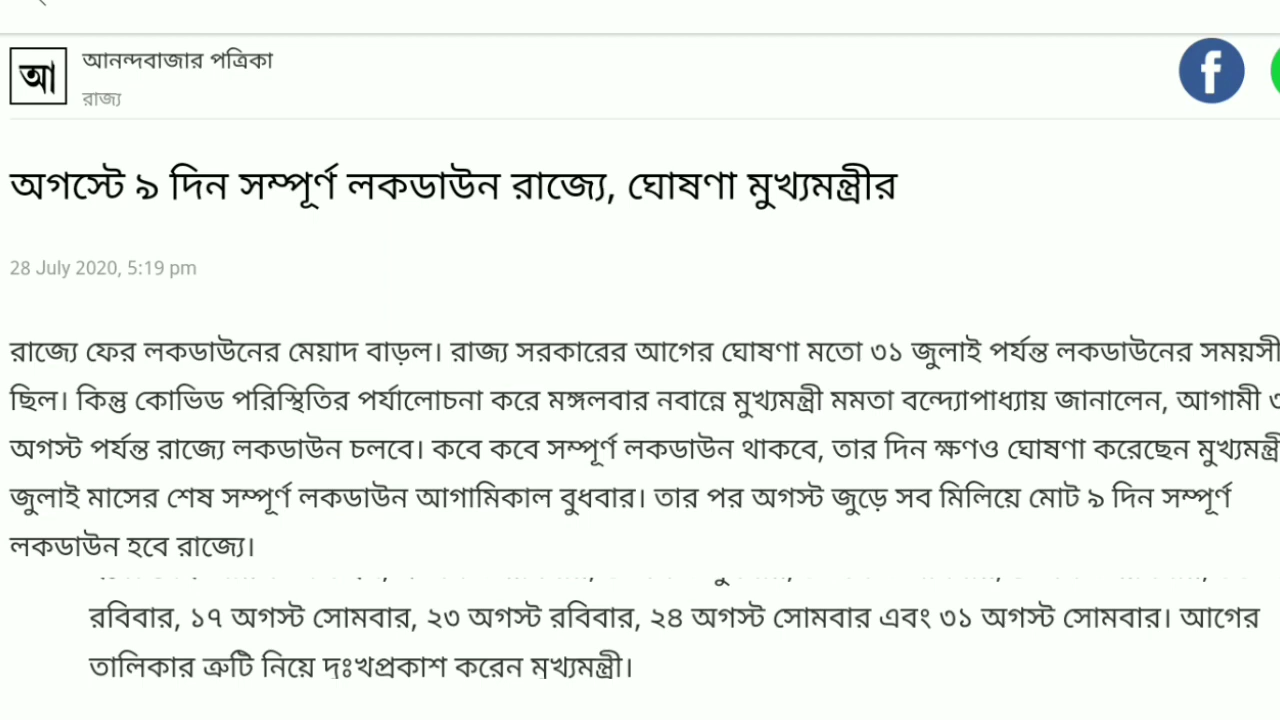 আ
আনন্দবাজার পত্রিকা
রাজ্য
f
অগস্টে ৯ দিন সম্পূর্ণ লকডাউন রাজ্যে, ঘোষণা মুখ্যমন্ত্রীর
28 July 2020, 5:19 pm
রাজ্যে ফের লকডাউনের মেয়াদ বাড়ল। রাজ্য সরকারের আগের ঘোষণা মতো ৩১ জুলাই পর্যন্ত লকডাউনের সময়সী
ছিল। কিন্তু কোভিড পরিস্থিতির পর্যালোচনা করে মঙ্গলবার নবান্নে মুখ্যমন্ত্রী মমতা বন্দ্যোপাধ্যায় জানালেন, আগামী
অগস্ট পর্যন্ত রাজ্যে লকডাউন চলবে। কবে কবে সম্পূর্ণ লকডাউন থাকবে, তার দিন ক্ষণও ঘোষণা করেছেন মুখ্যমন্ত্রী
জুলাই মাসের শেষ সম্পূর্ণ লকডাউন আগামিকাল বুধবার। তার পর অগস্ট জুড়ে সব মিলিয়ে মোট ৯ দিন সম্পূর্ণ
লকডাউন হবে রাজ্যে।
রবিবার, ১৭ অগস্ট সোমবার, ২৩ অগস্ট রবিবার, ২৪ অগস্ট সোমবার এবং ৩১ অগস্ট সোমবার। আগের
তালিকার ত্রুটি নিয়ে দুঃখপ্রকাশ করেন মুখ্যমন্ত্রী।